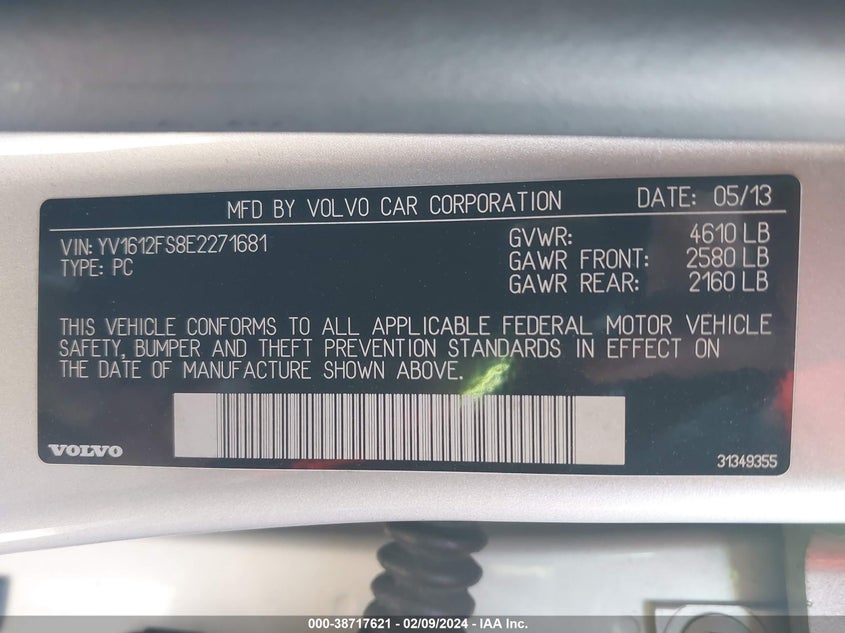 MFD BY VOLVO CAR CORPORATION DATE: 05/13
VIN: YV1612FS8E2271681 GVWR: 4610 LB
TYPE: PC GAWR FRONT: 2580 LB
GAWR REAR: 2160 LB
THIS VEHICLE CONFORMS TO ALL APPLICABLE FEDERAL MOTOR VEHICLE
SAFETY, BUMPER AND THEFT PREVENTION STANDARDS IN EFFECT ON
THE DATE OF MANUFACTURE SHOWN ABOVE.
VOLVO 31349355
000-38717621 - 02/09/2024 - IAA Inc.